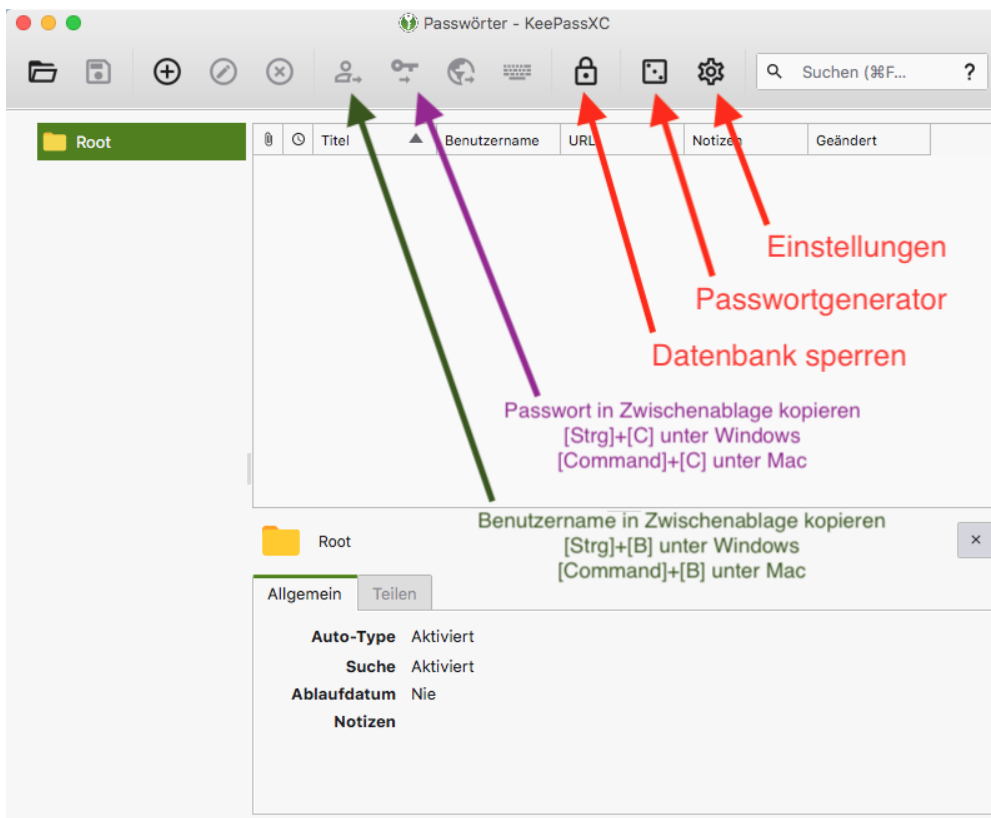 Passwörter - KeePassXC
Suchen (⌘F... ?
Root
Titel Benutzername URL Notizen Geändert
Einstellungen
Passwortgenerator
Datenbank sperren
Passwort in Zwischenablage kopieren
[Strg]+[C] unter Windows
[Command]+[C] unter Mac
Benutzername in Zwischenablage kopieren
[Strg]+[B] unter Windows
[Command]+[B] unter Mac
Root
Allgemein Teilen
Auto-Type Aktiviert
Suche Aktiviert
Ablaufdatum Nie
Notizen